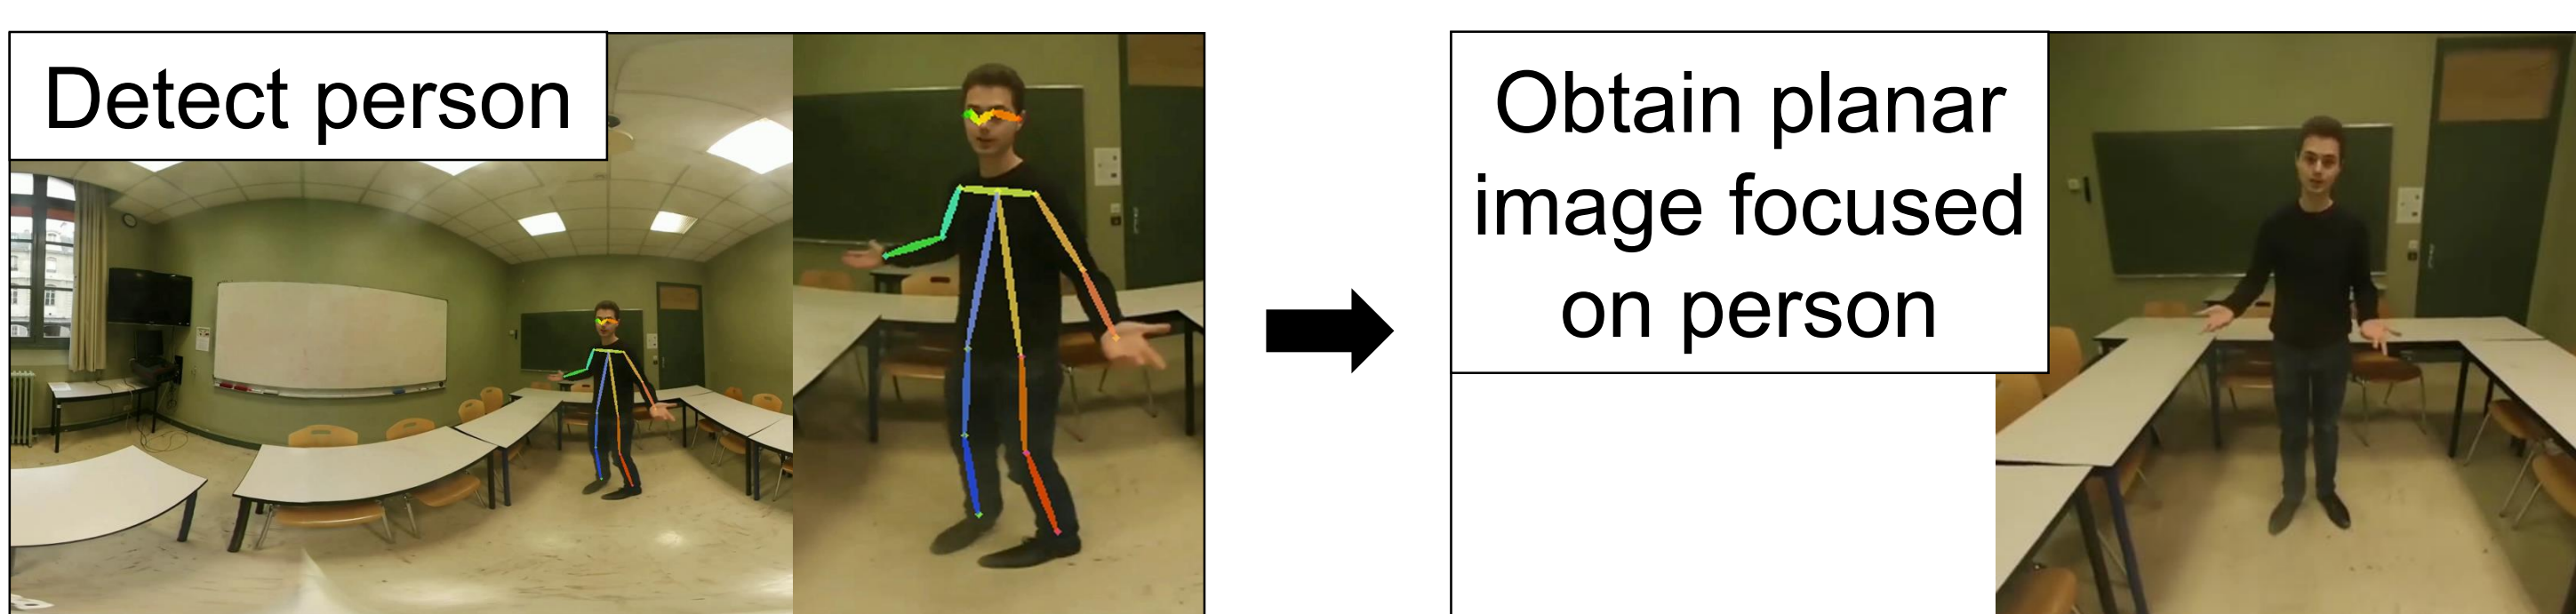 Detect person
Obtain planar
image focused
on person